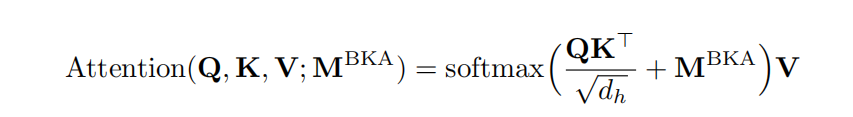 Attention(Q, K, V; M^BKA) = softmax(QK^⊤ / √d_h + M^BKA)V